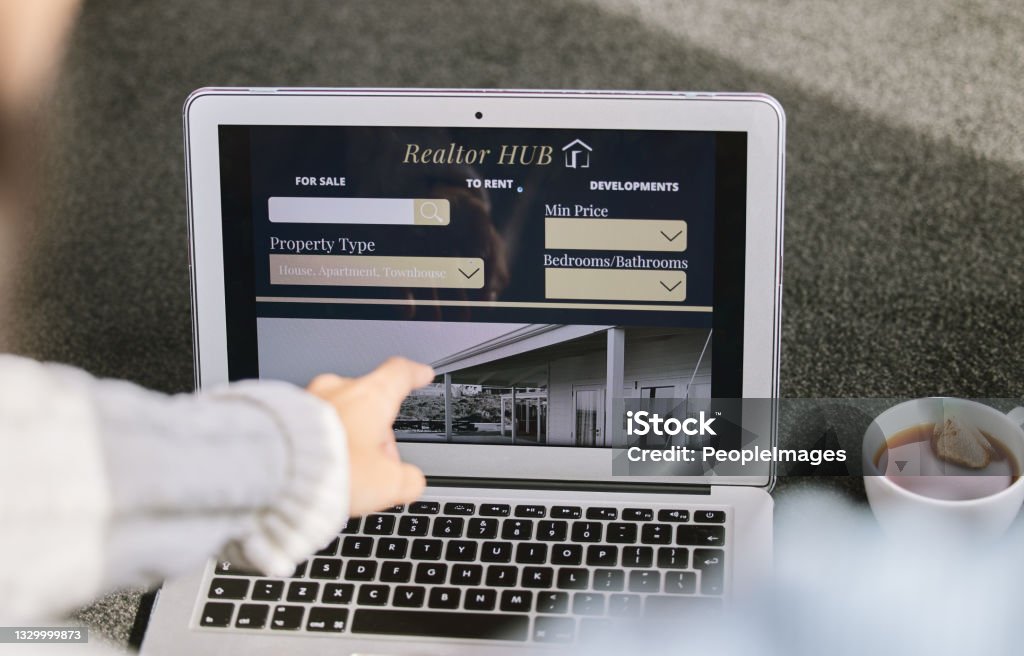 Realtor HUB
FOR SALE
TO RENT
DEVELOPMENTS
Min Price
Property Type
House, Apartment, Townhouse
Bedrooms/Bathrooms
iStock™
Credit: PeopleImages
1329999873